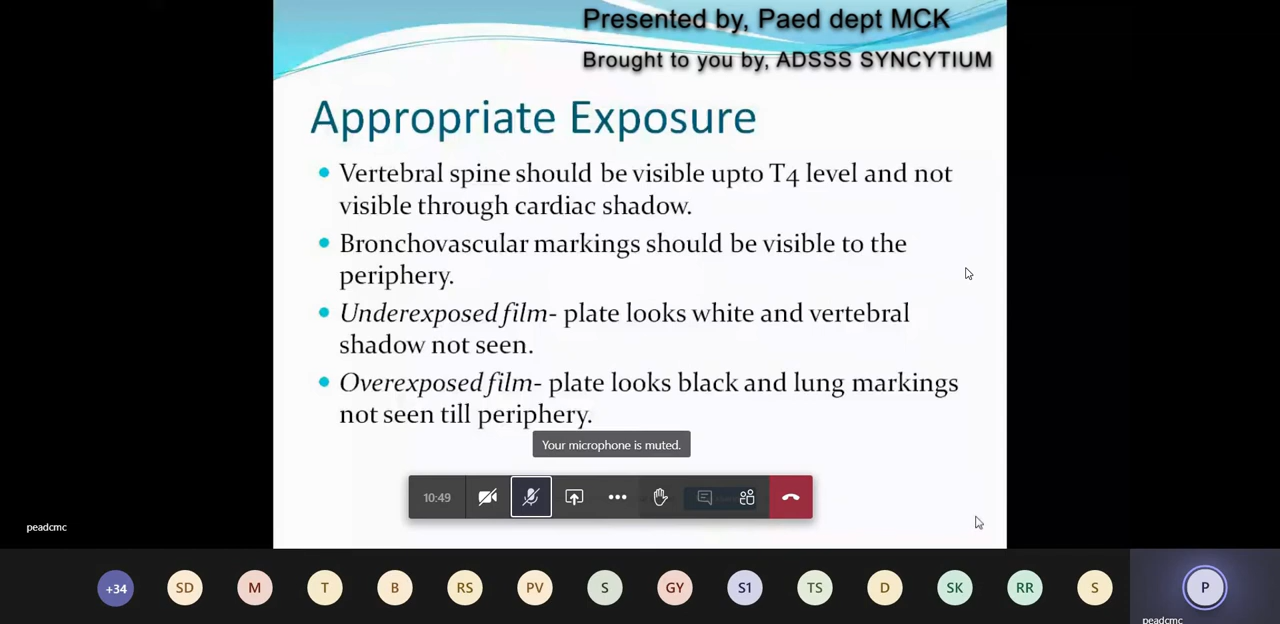 Presented by, Paed dept MCK
Brought to you by, ADSSS SYNCYTIUM
Appropriate Exposure
Vertebral spine should be visible upto T4 level and not
visible through cardiac shadow.
Bronchovascular markings should be visible to the
periphery.
Underexposed film- plate looks white and vertebral
shadow not seen.
Overexposed film- plate looks black and lung markings
not seen till periphery.
Your microphone is muted.
10:49
peadcmc
+34 SD M T B RS PV S GY S1 TS D SK RR S P
peadcmc